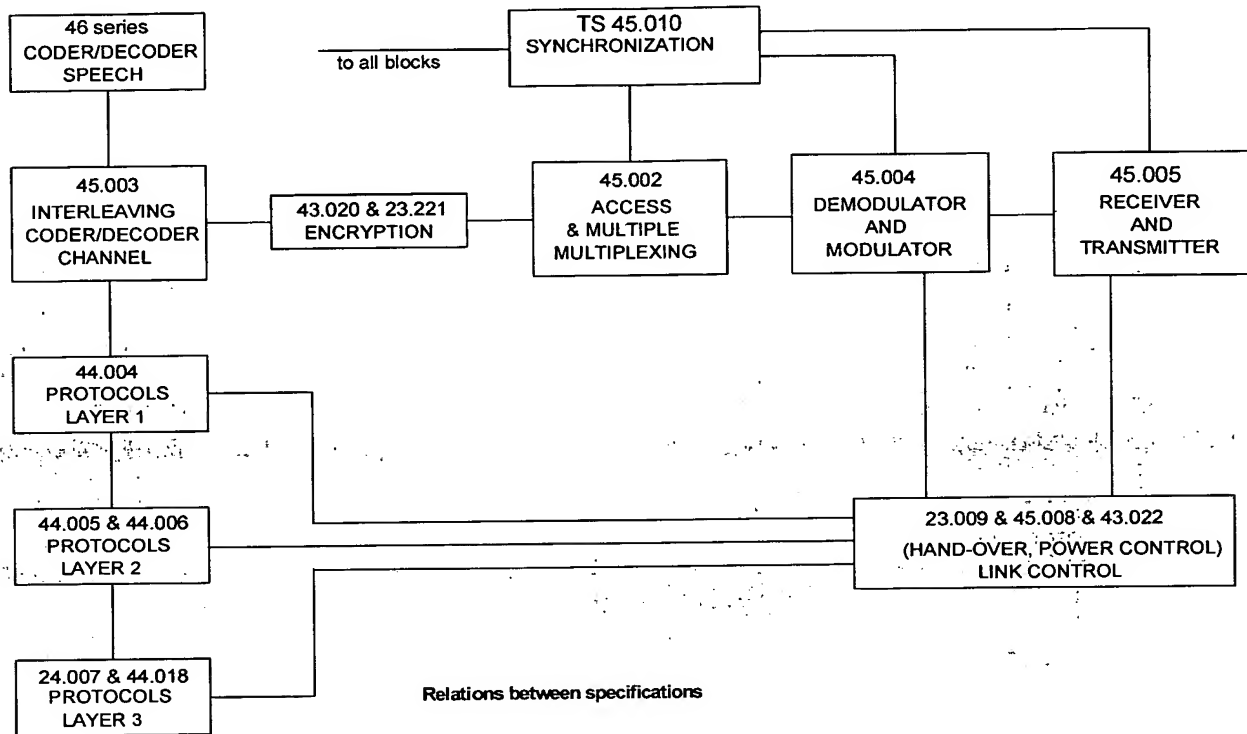 46 series
CODER/DECODER
SPEECH
to all blocks
TS 45.010
SYNCHRONIZATION
45.003
INTERLEAVING
CODER/DECODER
CHANNEL
43.020 & 23.221
ENCRYPTION
45.002
ACCESS
& MULTIPLE
MULTIPLEXING
45.004
DEMODULATOR
AND
MODULATOR
45.005
RECEIVER
AND
TRANSMITTER
44.004
PROTOCOLS
LAYER 1
44.005 & 44.006
PROTOCOLS
LAYER 2
23.009 & 45.008 & 43.022
(HAND-OVER, POWER CONTROL)
LINK CONTROL
24.007 & 44.018
PROTOCOLS
LAYER 3
Relations between specifications